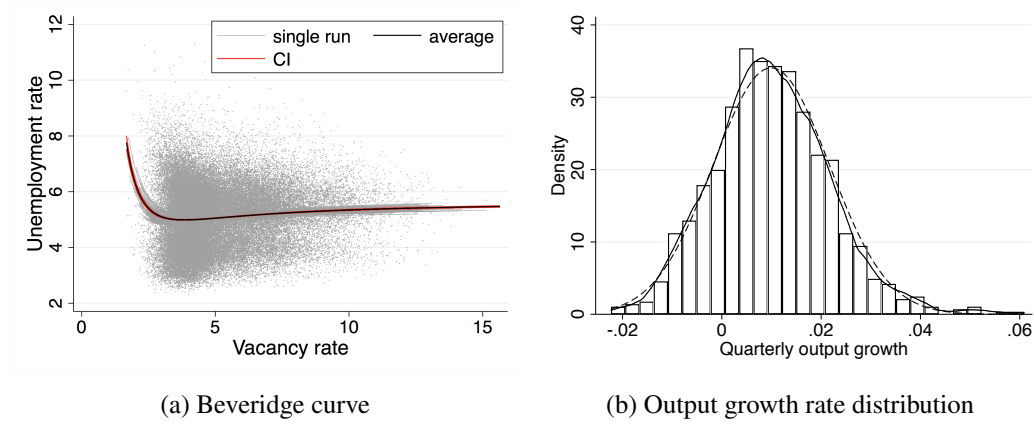 single run
average
CI
Unemployment rate
12
10
8
6
4
2
0
5
10
15
Vacancy rate
(a) Beveridge curve
Density
40
30
20
10
0
-.02
0
.02
.04
.06
Quarterly output growth
(b) Output growth rate distribution